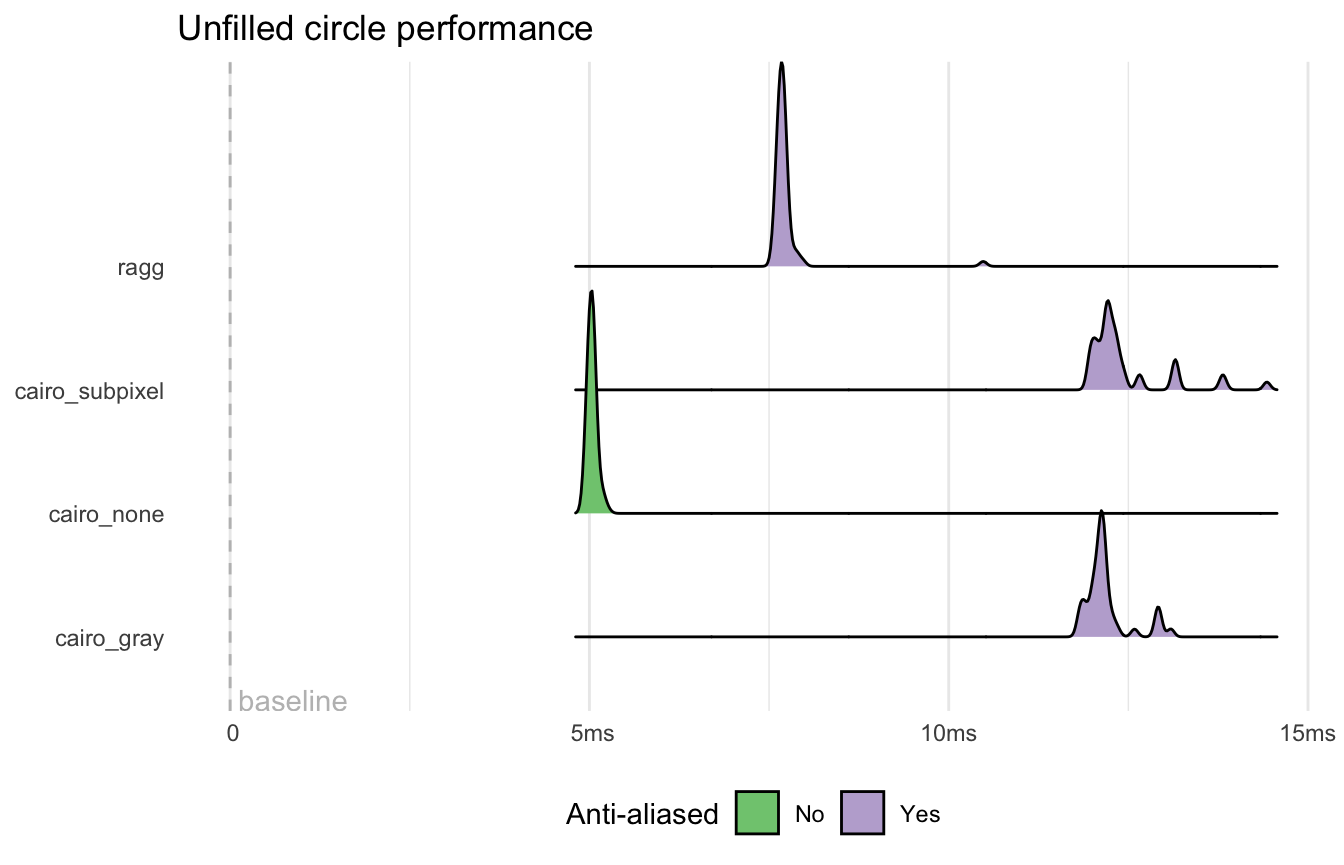 Unfilled circle performance
ragg
cairo_subpixel
cairo_none
cairo_gray
baseline
0 5ms 10ms 15ms
Anti-aliased No Yes